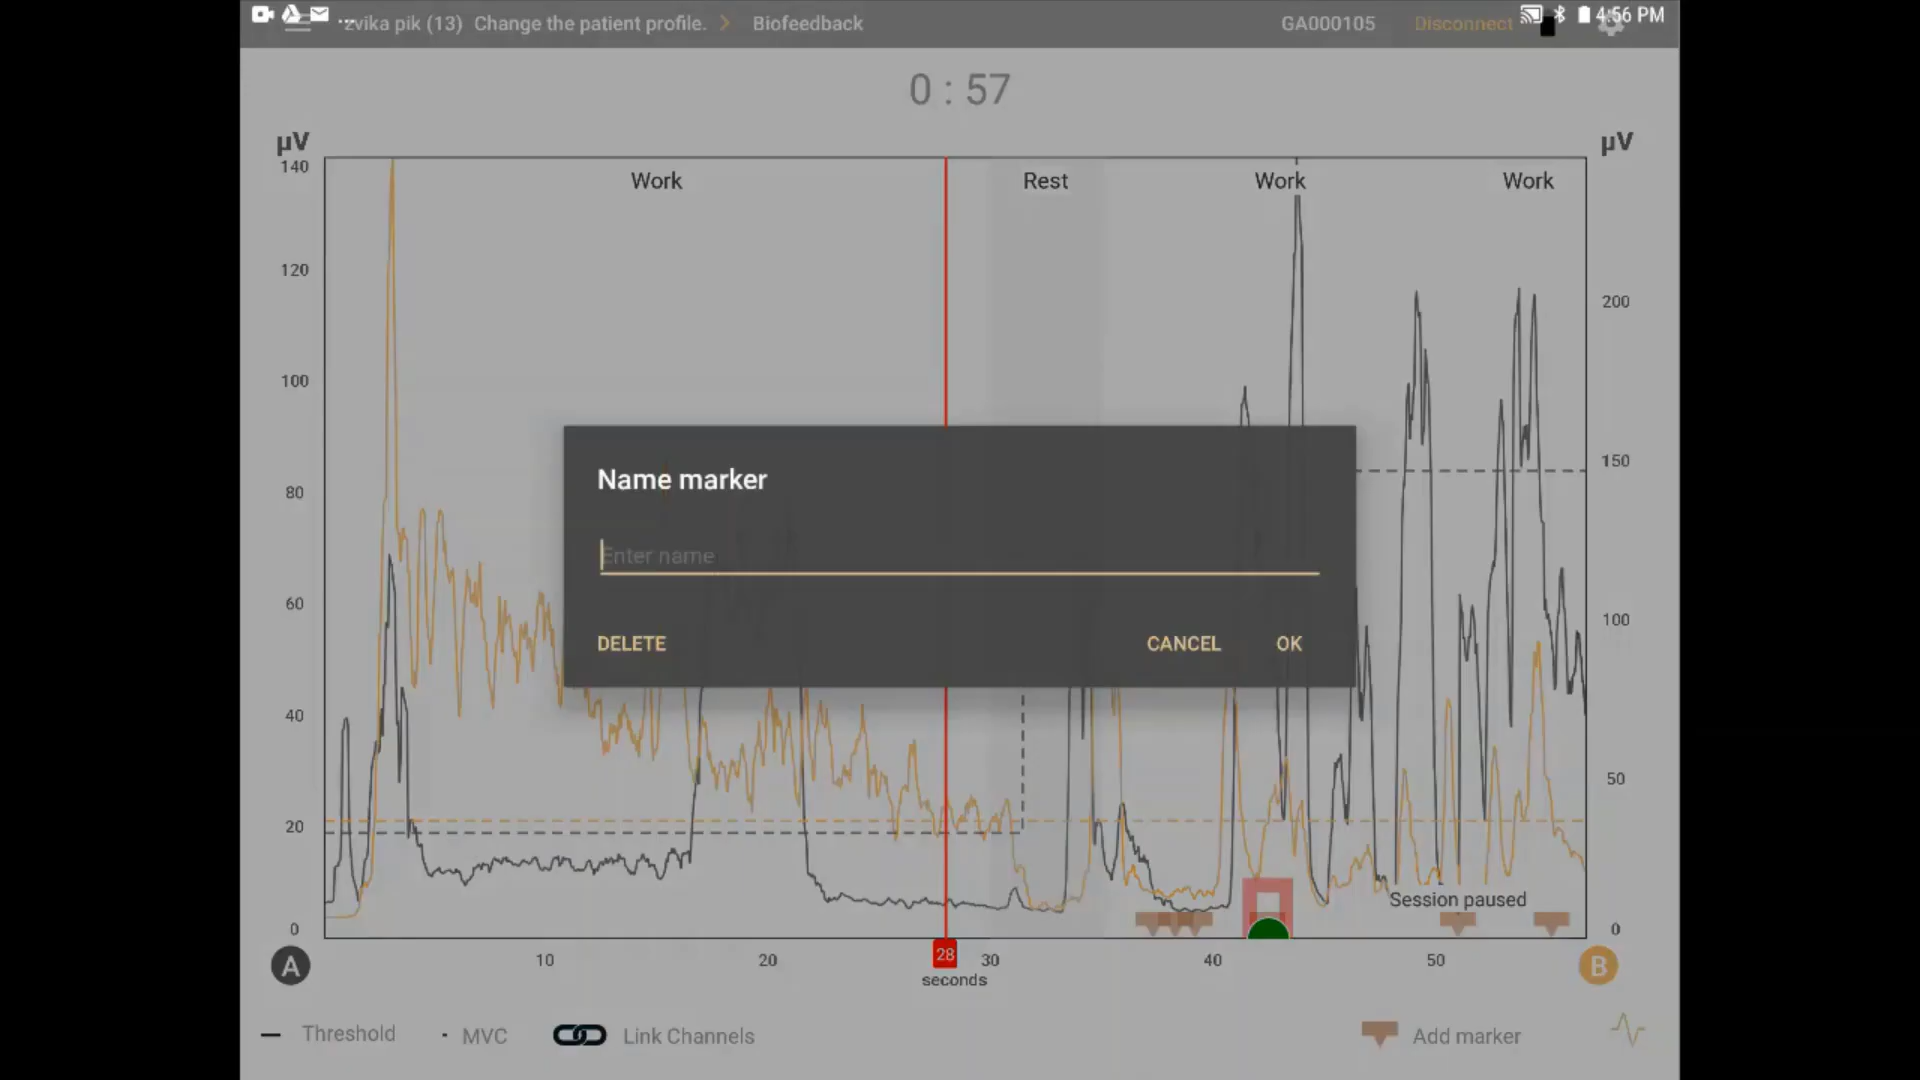 zvika pik (13) Change the patient profile. > Biofeedback GA000105 Disconnect 4:56 PM
0 : 57
µV µV
140
Work Rest Work Work
120
200
100
150
80
Name marker
Enter name
60
100
DELETE CANCEL OK
40
50
20
Session paused
0 0
A 10 20 28 30 40 50 B
seconds
Threshold MVC Link Channels Add marker